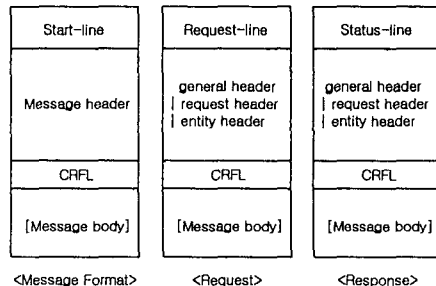 Start-line
Message header
CRFL
[Message body]
<Message Format>
Request-line
general header
| request header
| entity header
CRFL
[Message body]
<Request>
Status-line
general header
| request header
| entity header
CRFL
[Message body]
<Response>